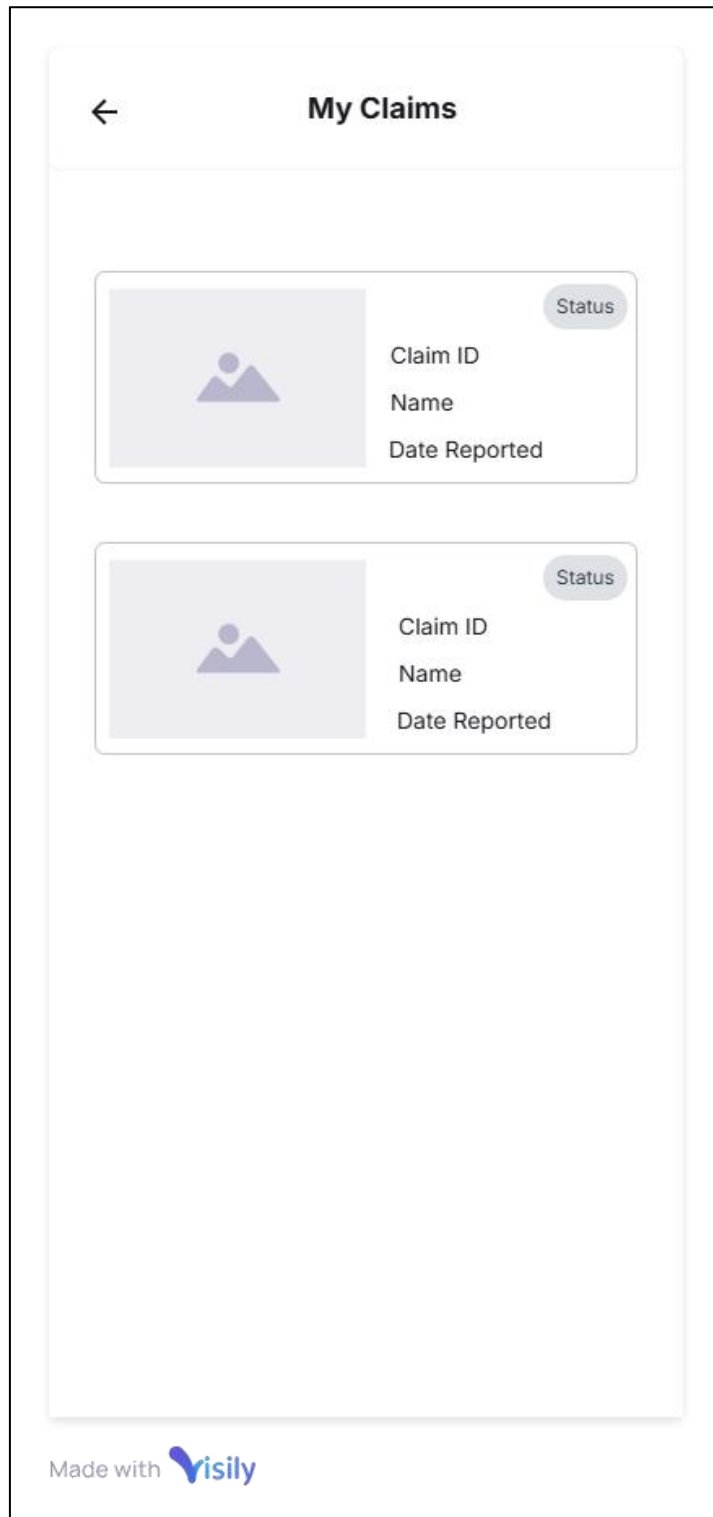 My Claims
Status
Claim ID
Name
Date Reported
Status
Claim ID
Name
Date Reported
Made with Visily